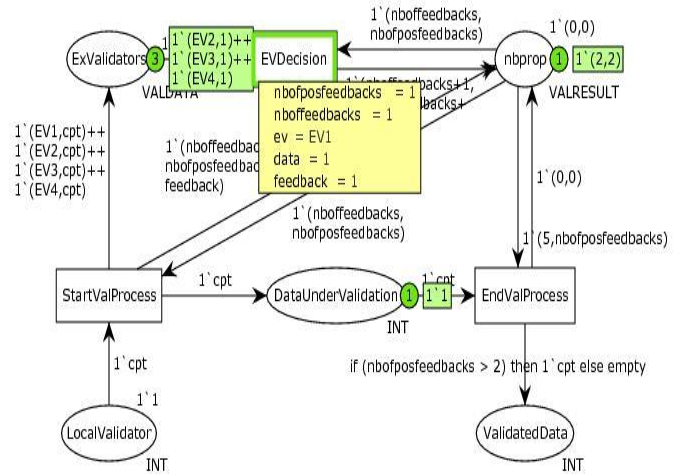 1`(nboffeedbacks,
nbofposfeedbacks)
1`(0,0)
ExValidators
3
1`(EV2,1)++
1`(EV3,1)++
1`(EV4,1)
EVDecision
nbprop
1
1`(2,2)
VALDATA
VALRESULT
nbofposfeedbacks = 1
nboffeedbacks = 1
ev = EV1
data = 1
feedback = 1
1`(EV1,cpt)++
1`(EV2,cpt)++
1`(EV3,cpt)++
1`(EV4,cpt)
feedback)
1`(0,0)
1`(nboffeedbacks,
nbofposfeedbacks)
1`(5,nbofposfeedbacks)
StartValProcess
1`cpt
DataUnderValidation
1
1`1
1`cpt
EndValProcess
INT
1`cpt
if (nbofposfeedbacks > 2) then 1`cpt else empty
1`1
LocalValidator
INT
ValidatedData
INT